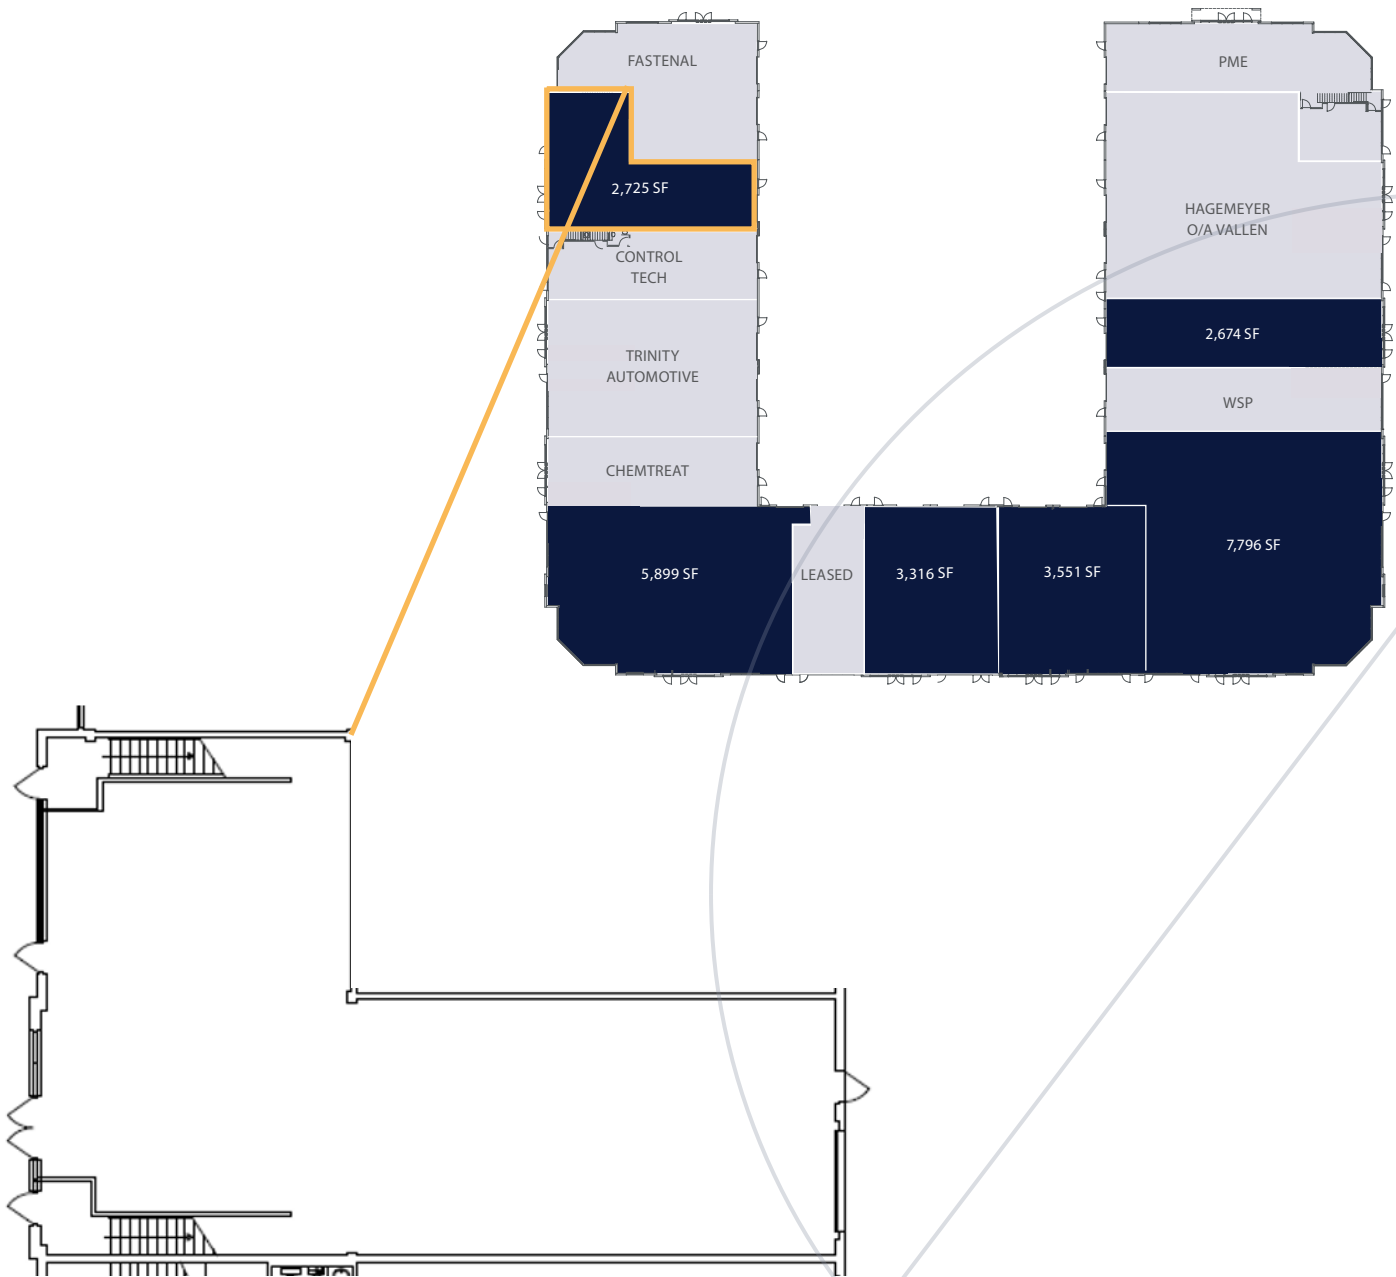 FASTENAL
2,725 SF
CONTROL
TECH
TRINITY
AUTOMOTIVE
CHEMTREAT
5,899 SF
LEASED
3,316 SF
3,551 SF
7,796 SF
WSP
2,674 SF
HAGEMEYER
O/A VALLEN
PME